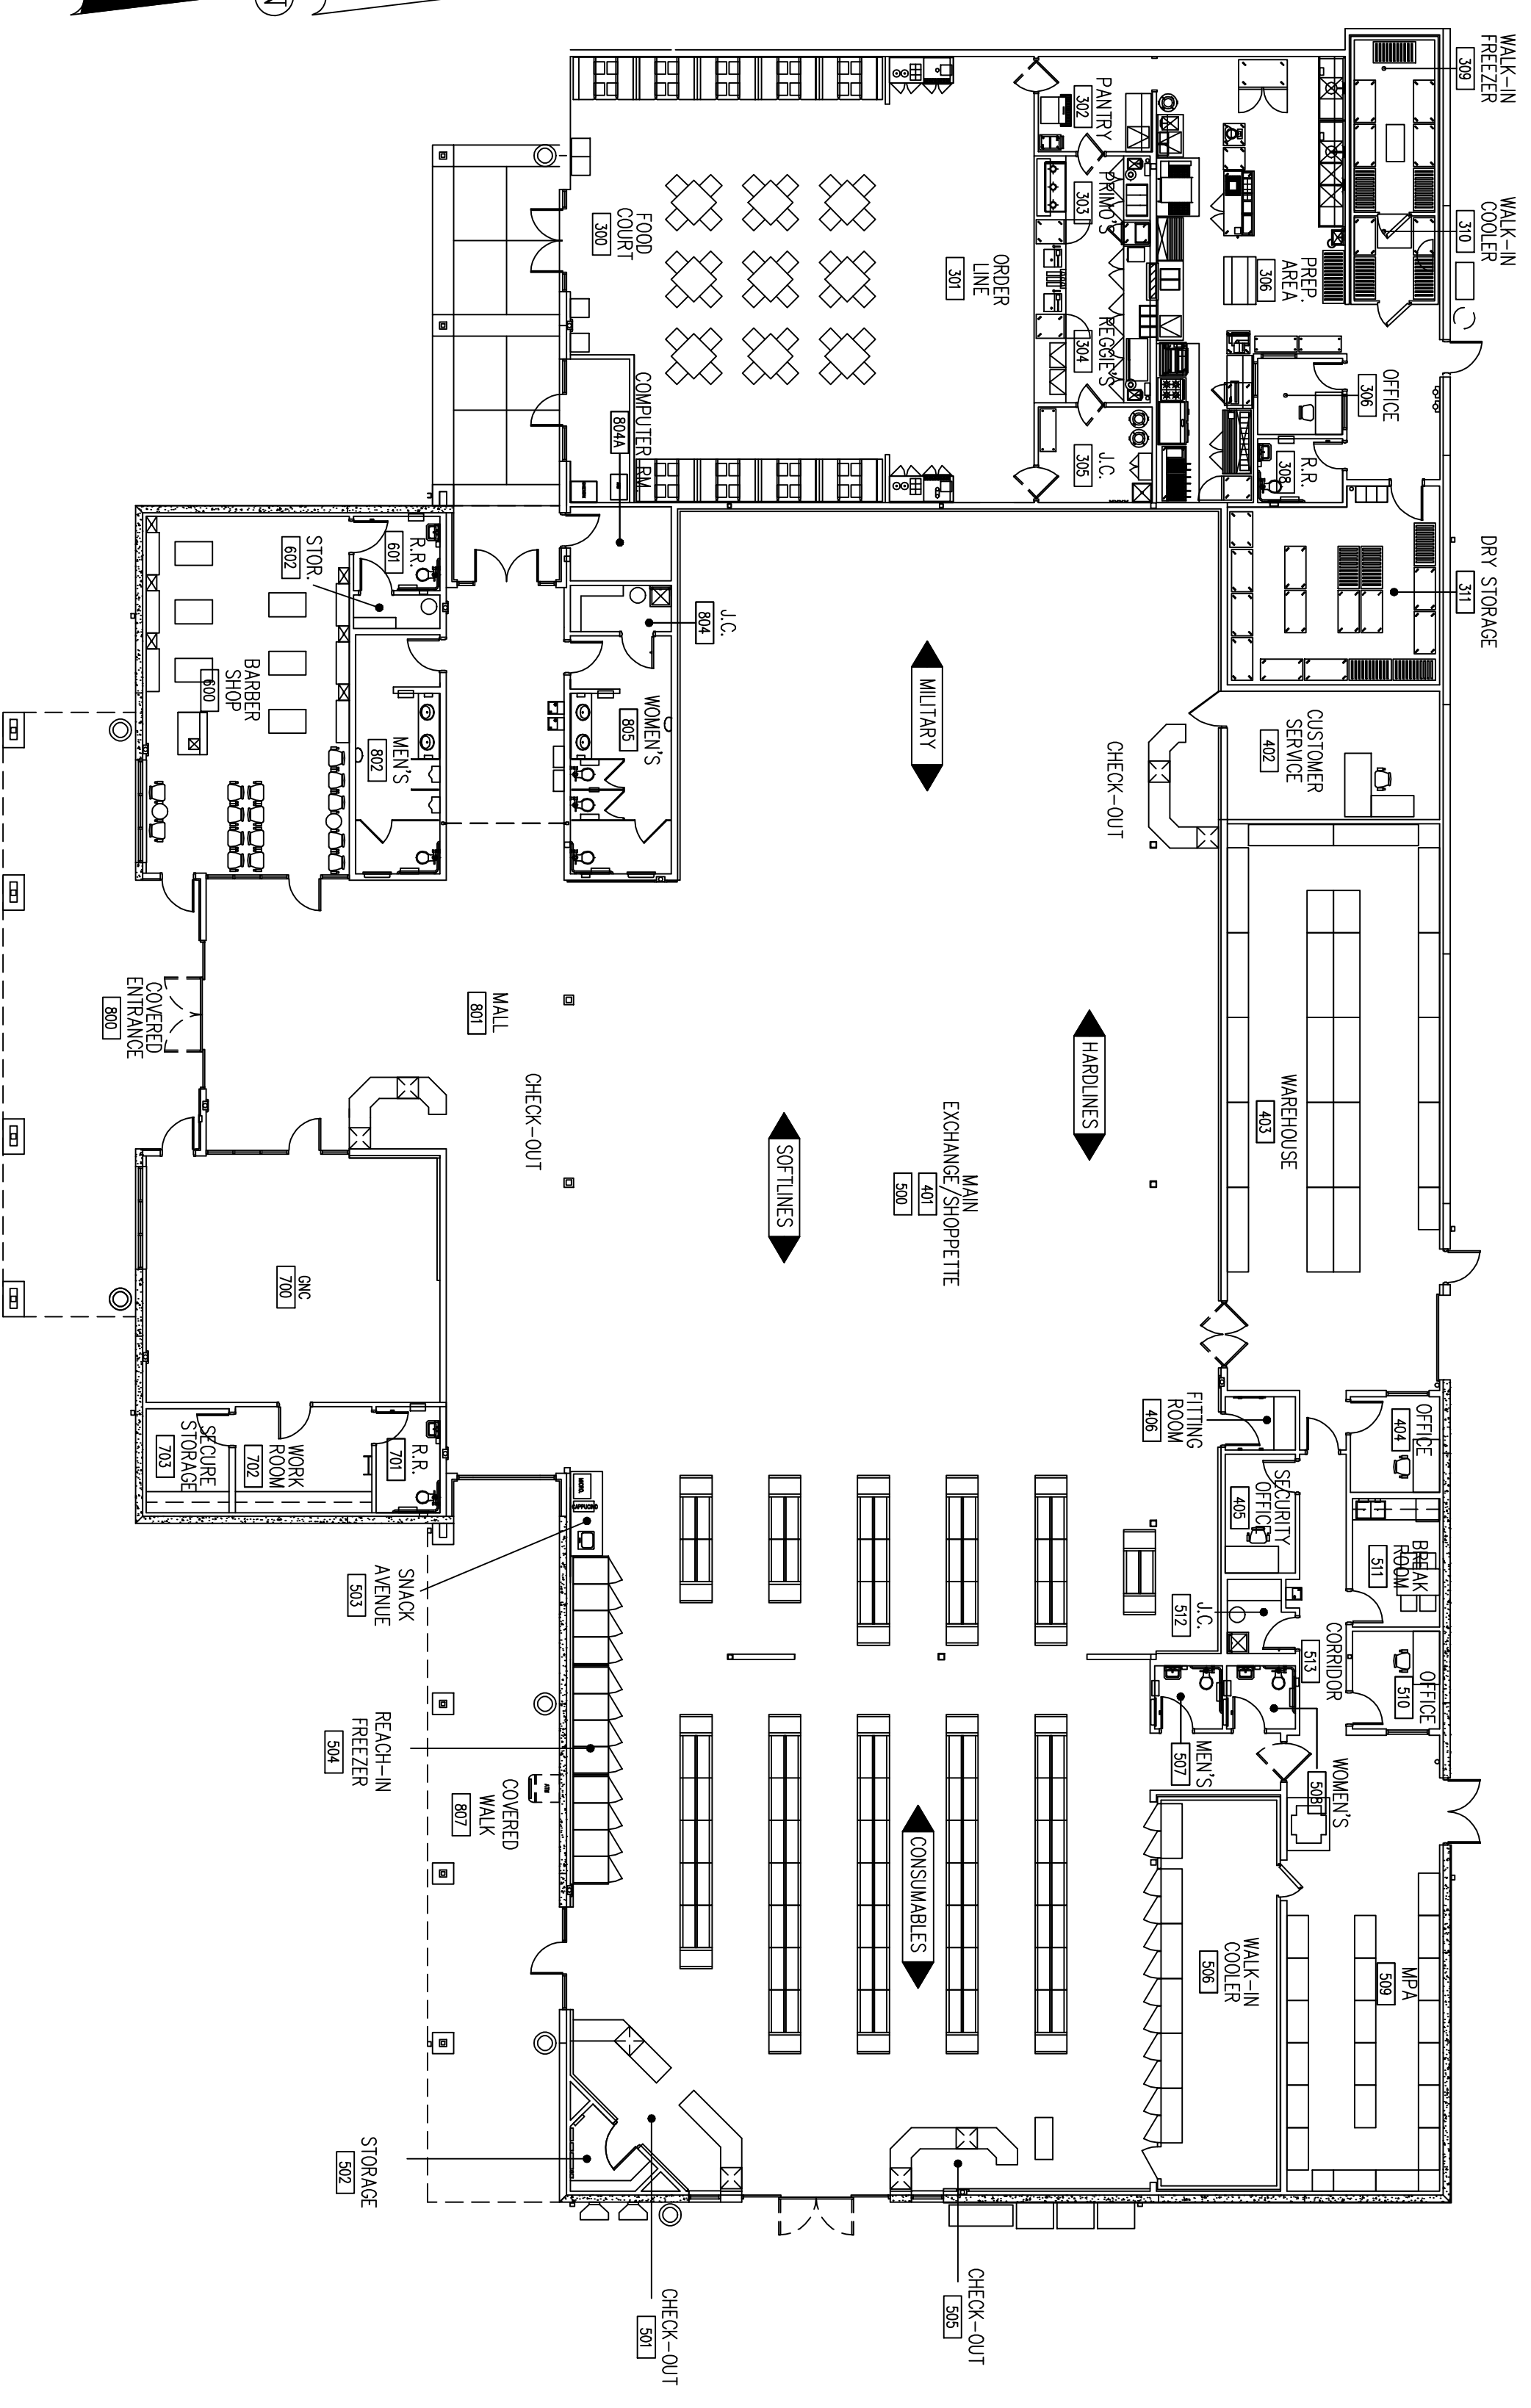 WALK-IN
FREEZER
309
WALK-IN
COOLER
310
PREP.
AREA
306
OFFICE
306
R.R.
308
DRY STORAGE
311
CUSTOMER
SERVICE
402
WAREHOUSE
403
OFFICE
404
BREAK
ROOM
511
OFFICE
510
CORRIDOR
513
MPA
509
PANTRY
302
PRIMO'S
303
REGGIE'S
304
J.C.
305
CHECK-OUT
FITTING
ROOM
406
SECURITY
OFFICE
405
J.C.
512
MEN'S
507
WOMEN'S
508
WALK-IN
COOLER
506
ORDER
LINE
301
MILITARY
HARDLINES
MAIN
EXCHANGE/SHOPPETTE
401
500
SOFTLINES
CONSUMABLES
CHECK-OUT
505
FOOD
COURT
300
COMPUTER RM
804A
J.C.
804
WOMEN'S
805
CHECK-OUT
501
MALL
801
CHECK-OUT
CAPPUCINO
SNACK
AVENUE
503
REACH-IN
FREEZER
504
ATM
COVERED
WALK
807
STORAGE
502
R.R.
601
STOR.
602
MEN'S
802
BARBER
SHOP
600
GNC
700
R.R.
701
WORK
ROOM
702
SECURE
STORAGE
703
COVERED
ENTRANCE
800
N